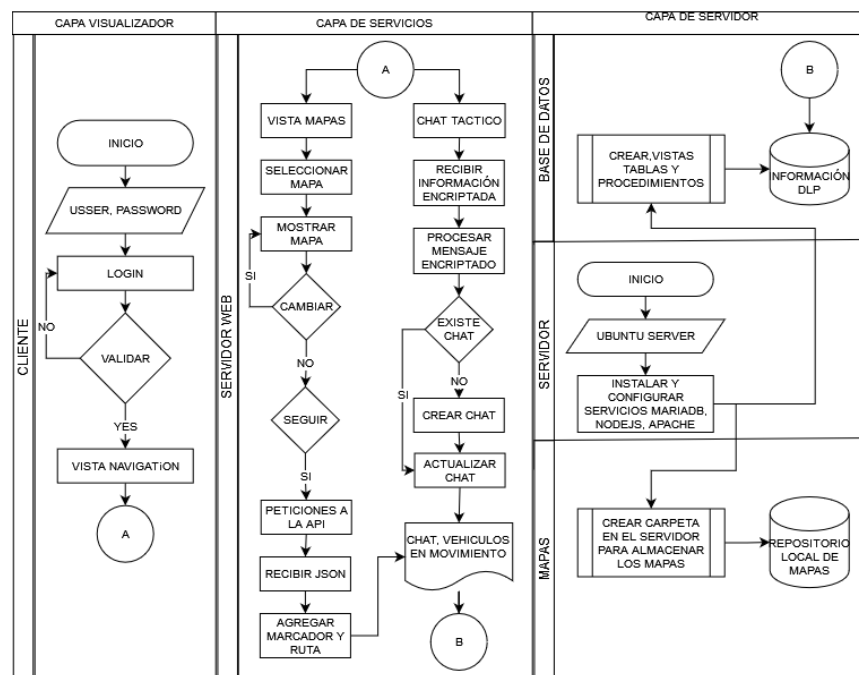 CAPA VISUALIZADOR
CAPA DE SERVICIOS
CAPA DE SERVIDOR
CLIENTE
INICIO
USSER, PASSWORD
LOGIN
NO
VALIDAR
YES
VISTA NAVIGATiON
A
SERVIDOR WEB
A
VISTA MAPAS
SELECCIONAR
MAPA
MOSTRAR
MAPA
SI
CAMBIAR
NO
SEGUIR
SI
PETICIONES A
LA API
RECIBIR JSON
AGREGAR
MARCADOR Y
RUTA
CHAT TACTICO
RECIBIR
INFORMACIÓN
ENCRIPTADA
PROCESAR
MENSAJE
ENCRIPTADO
EXISTE
CHAT
NO
SI
CREAR CHAT
ACTUALIZAR
CHAT
CHAT, VEHICULOS
EN MOVIMIENTO
B
BASE DE DATOS
B
CREAR,VISTAS
TABLAS Y
PROCEDIMIENTOS
INFORMACIÓN
DLP
SERVIDOR
INICIO
UBUNTU SERVER
INSTALAR Y
CONFIGURAR
SERVICIOS MARIADB,
NODEJS, APACHE
MAPAS
CREAR CARPETA
EN EL SERVIDOR
PARA ALMACENAR
LOS MAPAS
REPOSITORIO
LOCAL DE
MAPAS